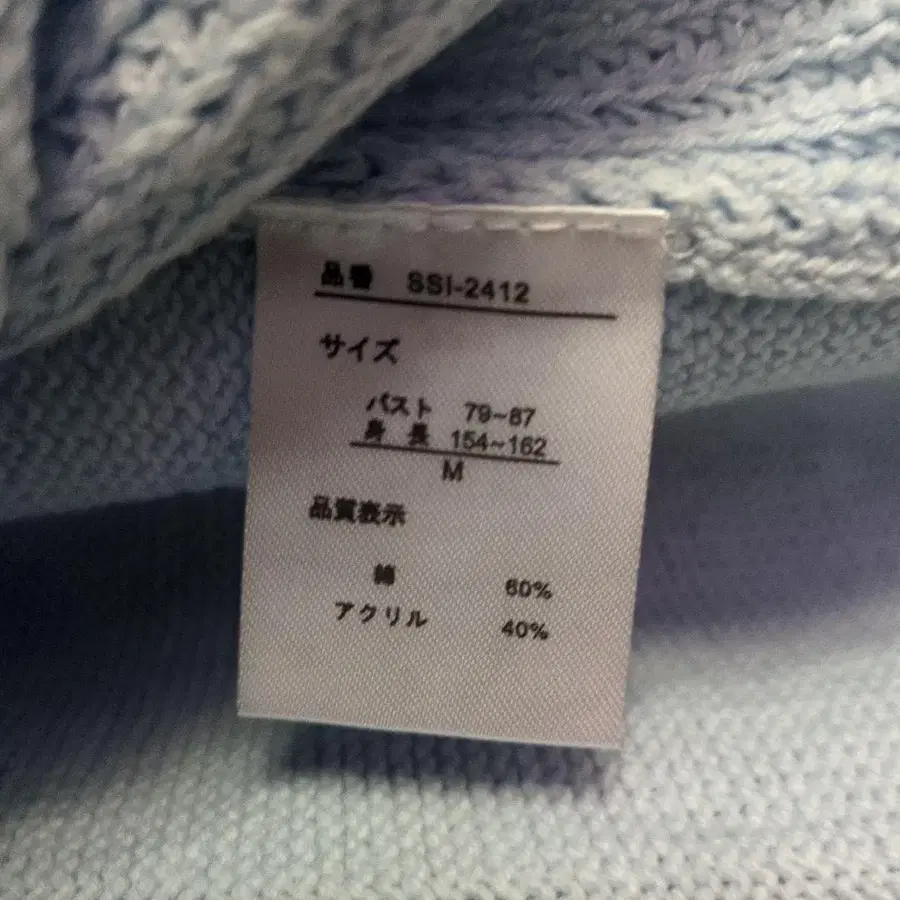 品番 SSI-2412
サイズ
バスト 79~87
身長 154~162
M
品質表示
綿 60%
アクリル 40%